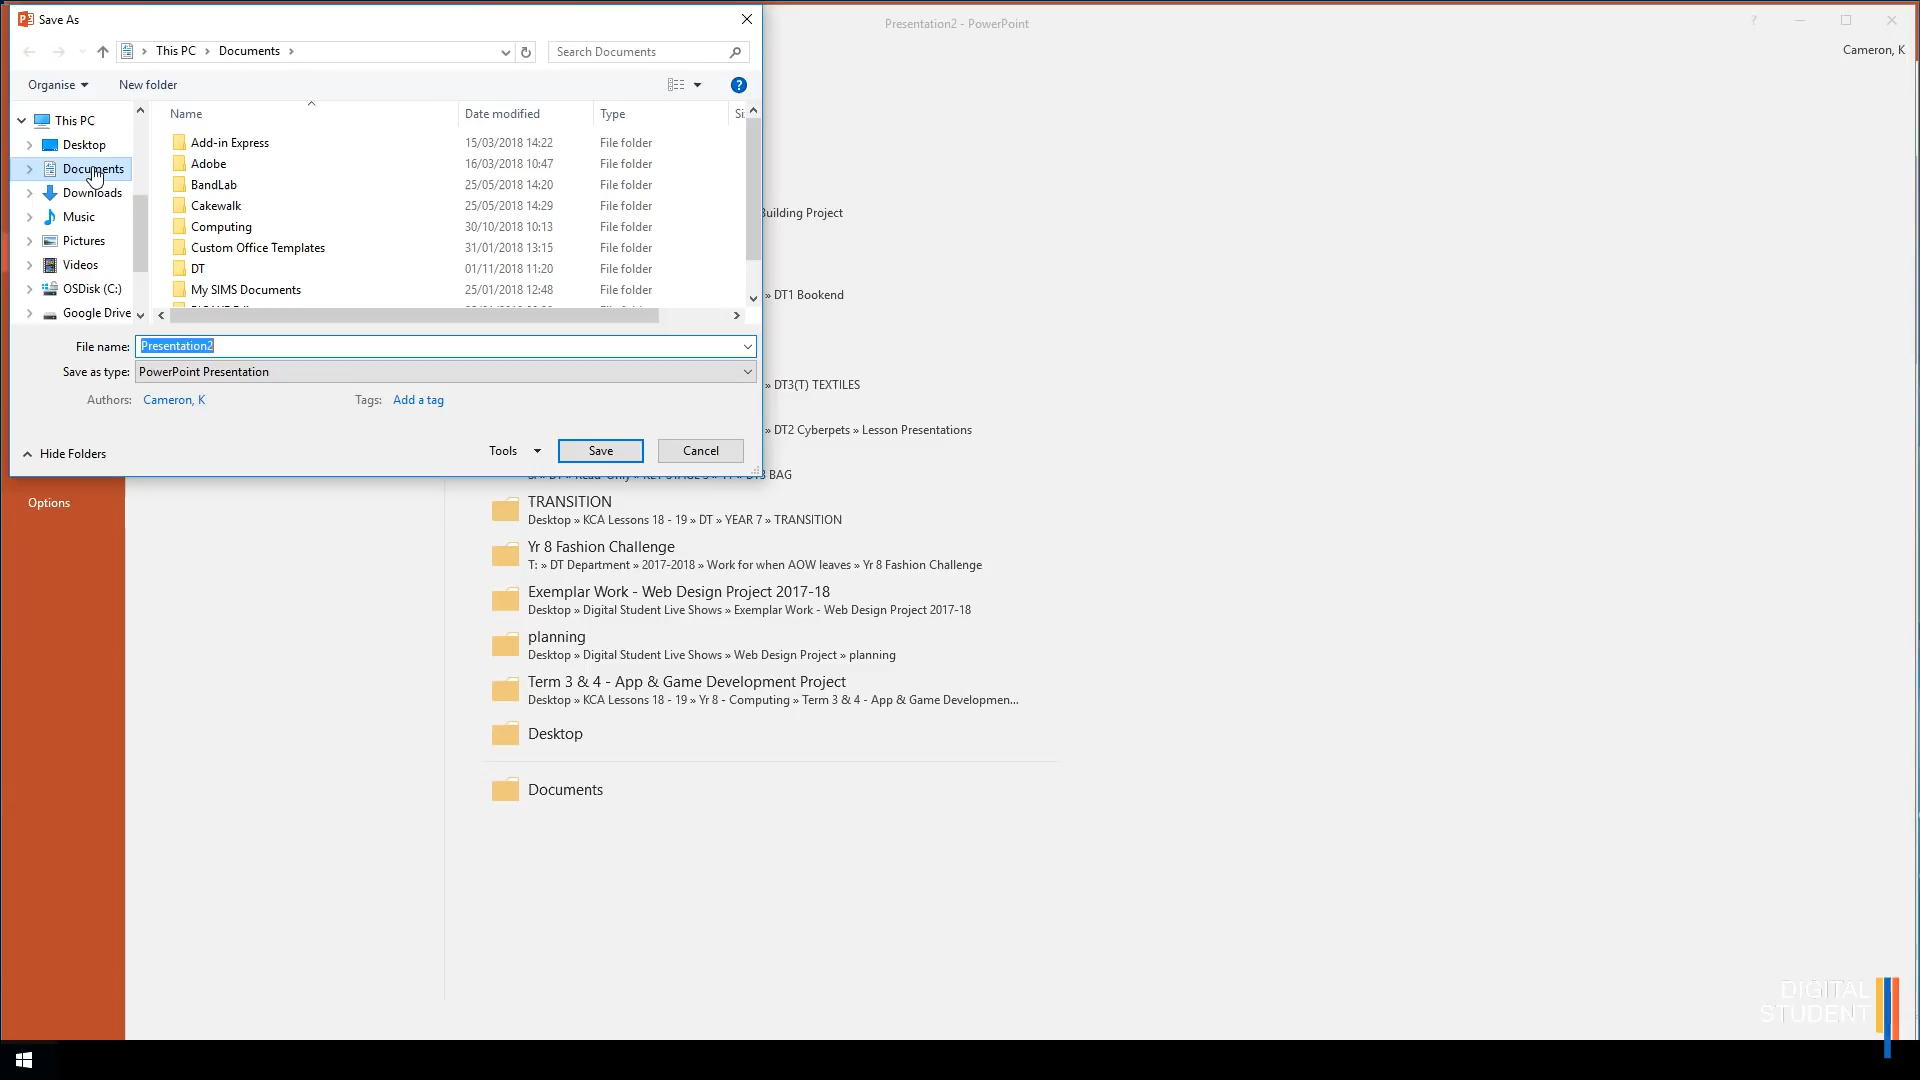 Save As
Presentation2 - PowerPoint
?
Cameron, K
This PC
Documents
Search Documents
Organise
New folder
?
Name
Date modified
Type
This PC
Desktop
Documents
Downloads
Music
Pictures
Videos
OSDisk (C:)
Google Drive
Add-in Express 15/03/2018 14:22 File folder
Adobe 16/03/2018 10:47 File folder
BandLab 25/05/2018 14:20 File folder
Cakewalk 25/05/2018 14:29 File folder
Computing 30/10/2018 10:13 File folder
Custom Office Templates 31/01/2018 13:15 File folder
DT 01/11/2018 11:20 File folder
My SIMS Documents 25/01/2018 12:48 File folder
File name: Presentation2
Save as type: PowerPoint Presentation
Authors: Cameron, K
Tags: Add a tag
Hide Folders
Tools
Save
Cancel
Building Project
» DT1 Bookend
» DT3(T) TEXTILES
» DT2 Cyberpets » Lesson Presentations
BAG
Options
TRANSITION
Desktop » KCA Lessons 18 - 19 » DT » YEAR 7 » TRANSITION
Yr 8 Fashion Challenge
T: » DT Department » 2017-2018 » Work for when AOW leaves » Yr 8 Fashion Challenge
Exemplar Work - Web Design Project 2017-18
Desktop » Digital Student Live Shows » Exemplar Work - Web Design Project 2017-18
planning
Desktop » Digital Student Live Shows » Web Design Project » planning
Term 3 & 4 - App & Game Development Project
Desktop » KCA Lessons 18 - 19 » Yr 8 - Computing » Term 3 & 4 - App & Game Developmen...
Desktop
Documents
DIGITAL
STUDENT